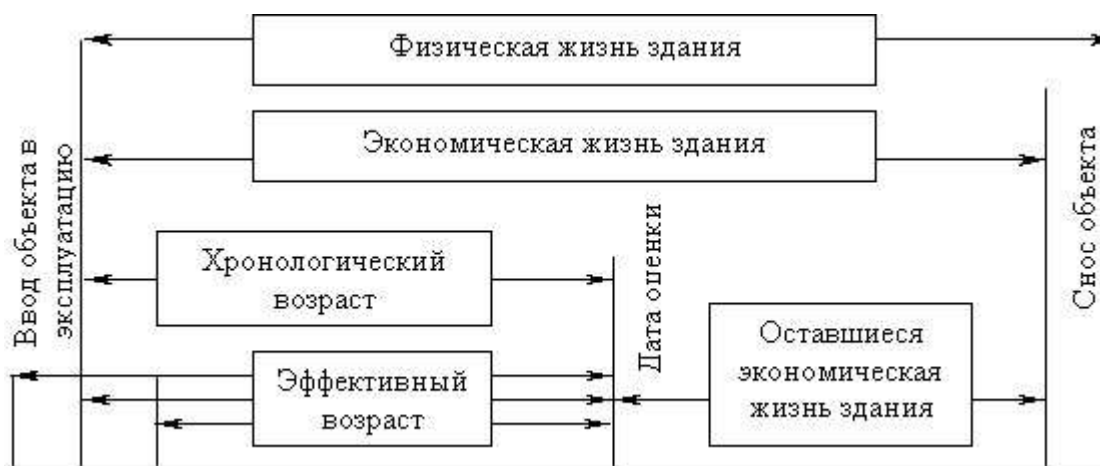 Физическая жизнь здания
Экономическая жизнь здания
Ввод объекта в
эксплуатацию
Хронологический
возраст
Эффективный
возраст
Дата оценки
Оставшиеся
экономическая
жизнь здания
Снос объекта